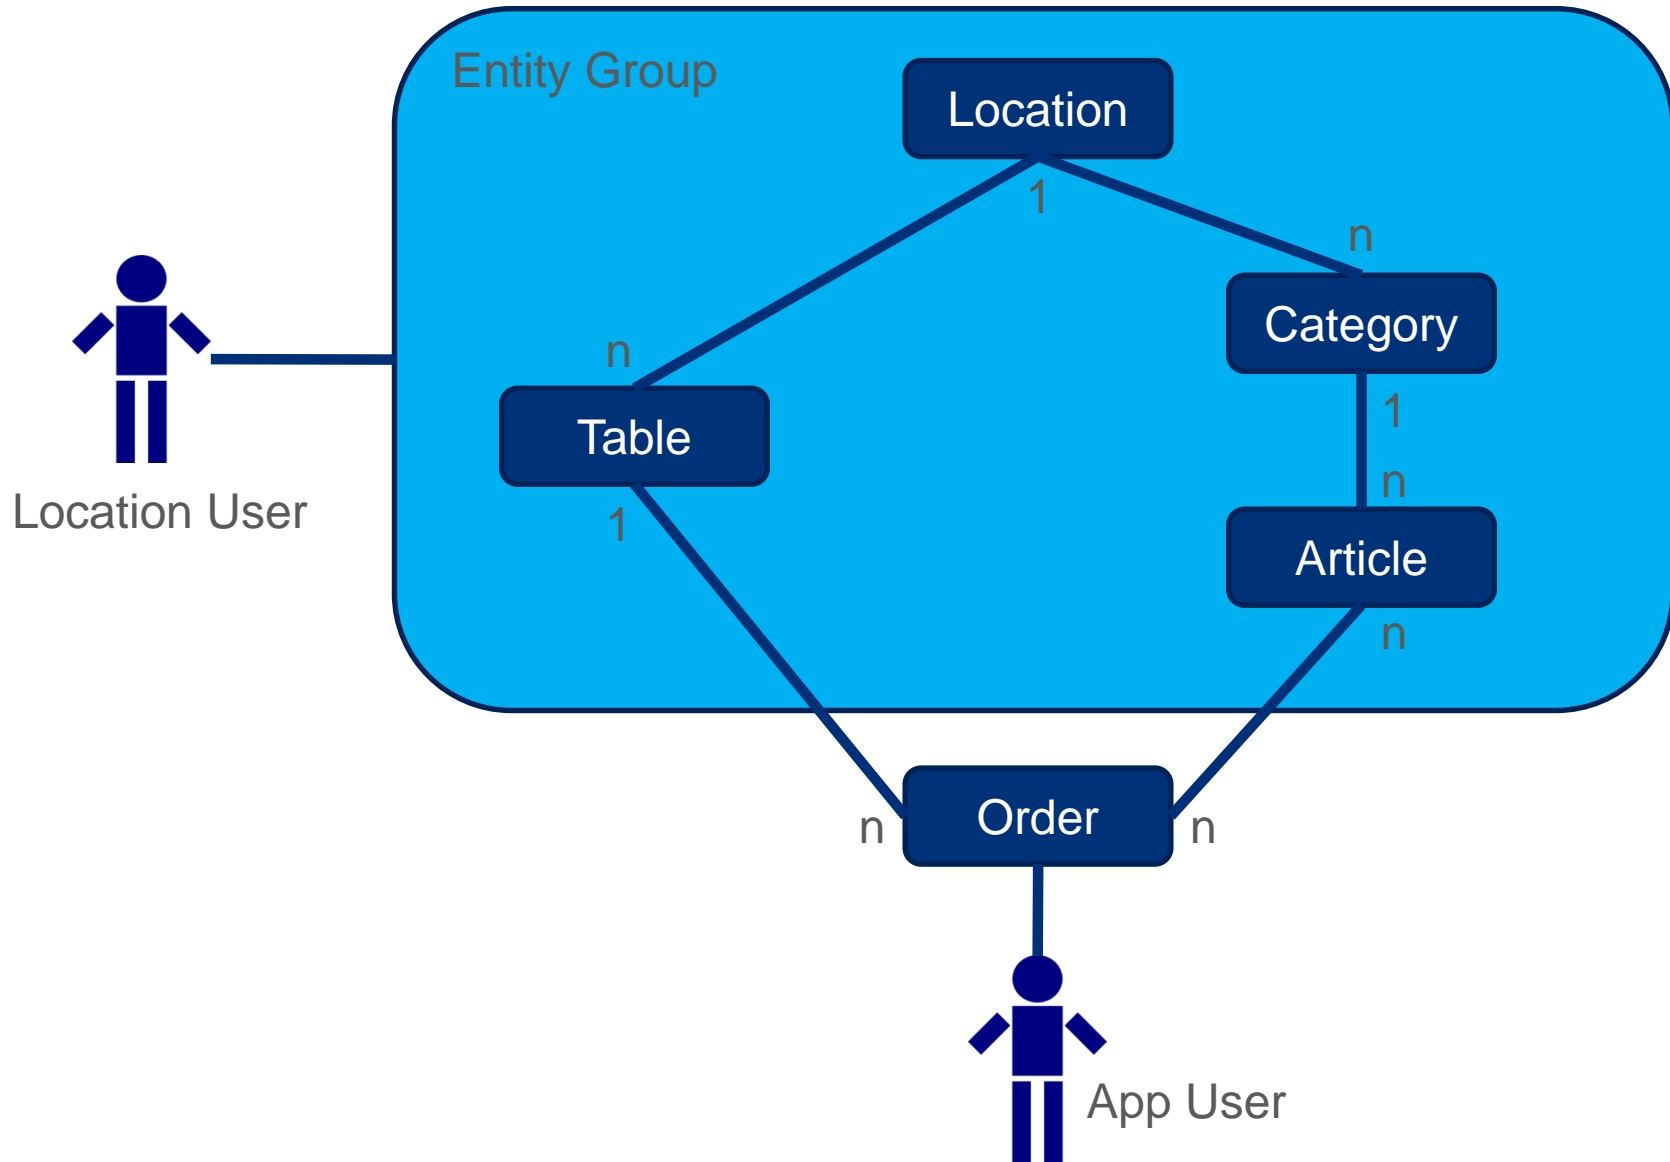 Entity Group
Location
1
n
n
Category
Table
1
n
1
Article
n
Location User
n
Order
n
App User